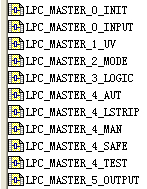 LPC_MASTER_0_INIT
LPC_MASTER_0_INPUT
LPC_MASTER_1_UV
LPC_MASTER_2_MODE
LPC_MASTER_3_LOGIC
LPC_MASTER_4_AUT
LPC_MASTER_4_LSTRIP
LPC_MASTER_4_MAN
LPC_MASTER_4_SAFE
LPC_MASTER_4_TEST
LPC_MASTER_5_OUTPUT